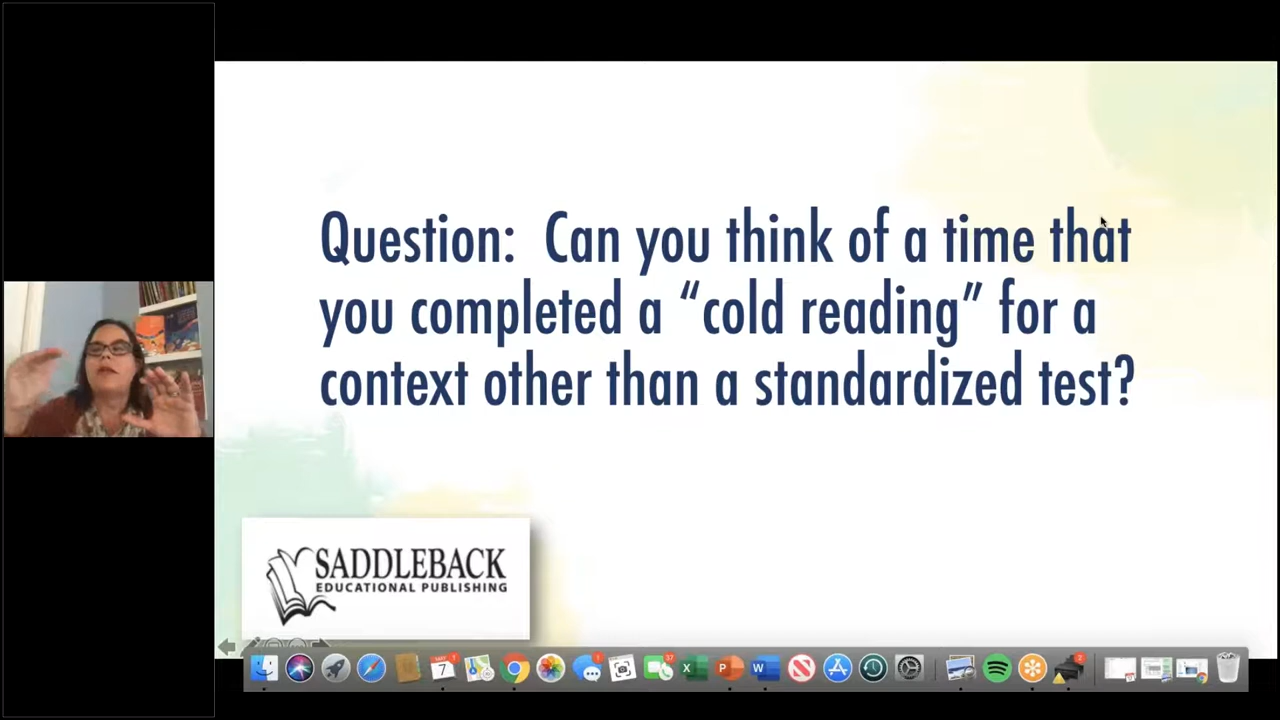 Question:  Can you think of a time that
you completed a “cold reading” for a
context other than a standardized test?
SADDLEBACK
EDUCATIONAL PUBLISHING
7